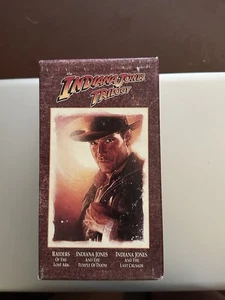 INDIANA JONES
TRILOGY
RAIDERS
OF THE
LOST ARK
INDIANA JONES
AND THE
TEMPLE OF DOOM
INDIANA JONES
AND THE
LAST CRUSADE